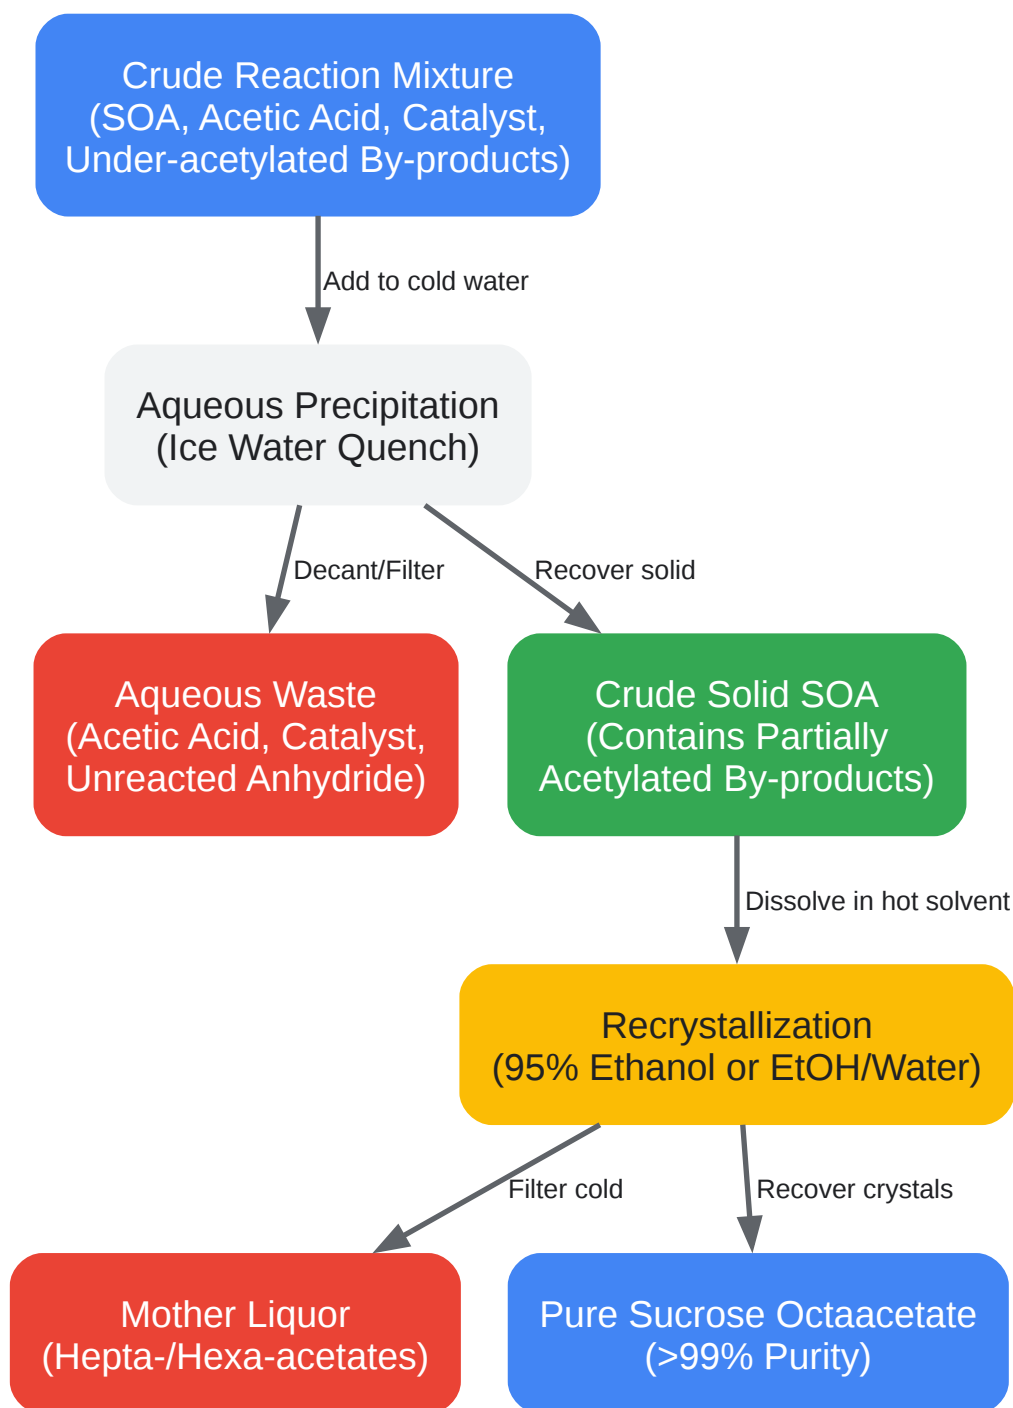 Crude Reaction Mixture
(SOA, Acetic Acid, Catalyst,
Under-acetylated By-products)
Add to cold water
Aqueous Precipitation
(Ice Water Quench)
Decant/Filter
Recover solid
Aqueous Waste
(Acetic Acid, Catalyst,
Unreacted Anhydride)
Crude Solid SOA
(Contains Partially
Acetylated By-products)
Dissolve in hot solvent
Recrystallization
(95% Ethanol or EtOH/Water)
Filter cold
Recover crystals
Mother Liquor
(Hepta-/Hexa-acetates)
Pure Sucrose Octaacetate
(>99% Purity)